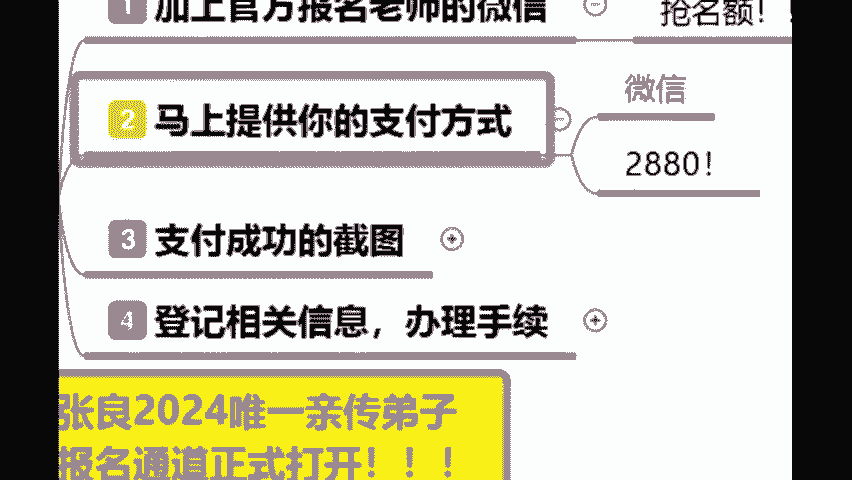 1 加上官方报名老师的微信
抢名额！！
2 马上提供你的支付方式
微信
2880！
3 支付成功的截图
4 登记相关信息，办理手续
张良2024唯一亲传弟子
报名通道正式打开！！！